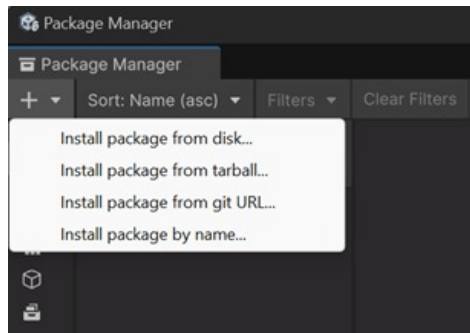 Package Manager
Package Manager
+ Sort: Name (asc) Filters Clear Filters
Install package from disk...
Install package from tarball...
Install package from git URL...
Install package by name...